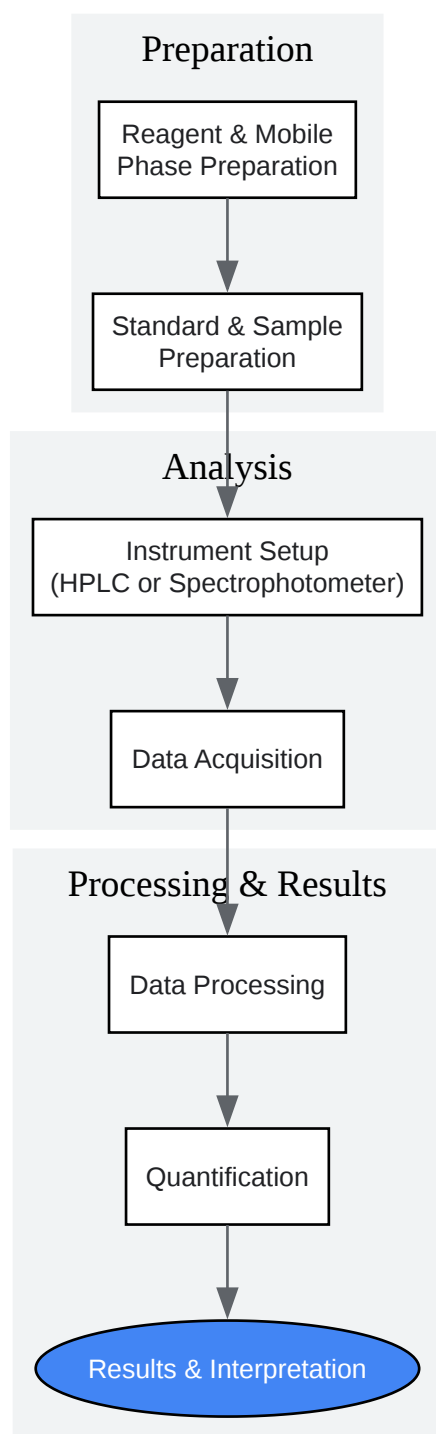 Preparation
Reagent & Mobile
Phase Preparation
Standard & Sample
Preparation
Analysis
Instrument Setup
(HPLC or Spectrophotometer)
Data Acquisition
Processing & Results
Data Processing
Quantification
Results & Interpretation